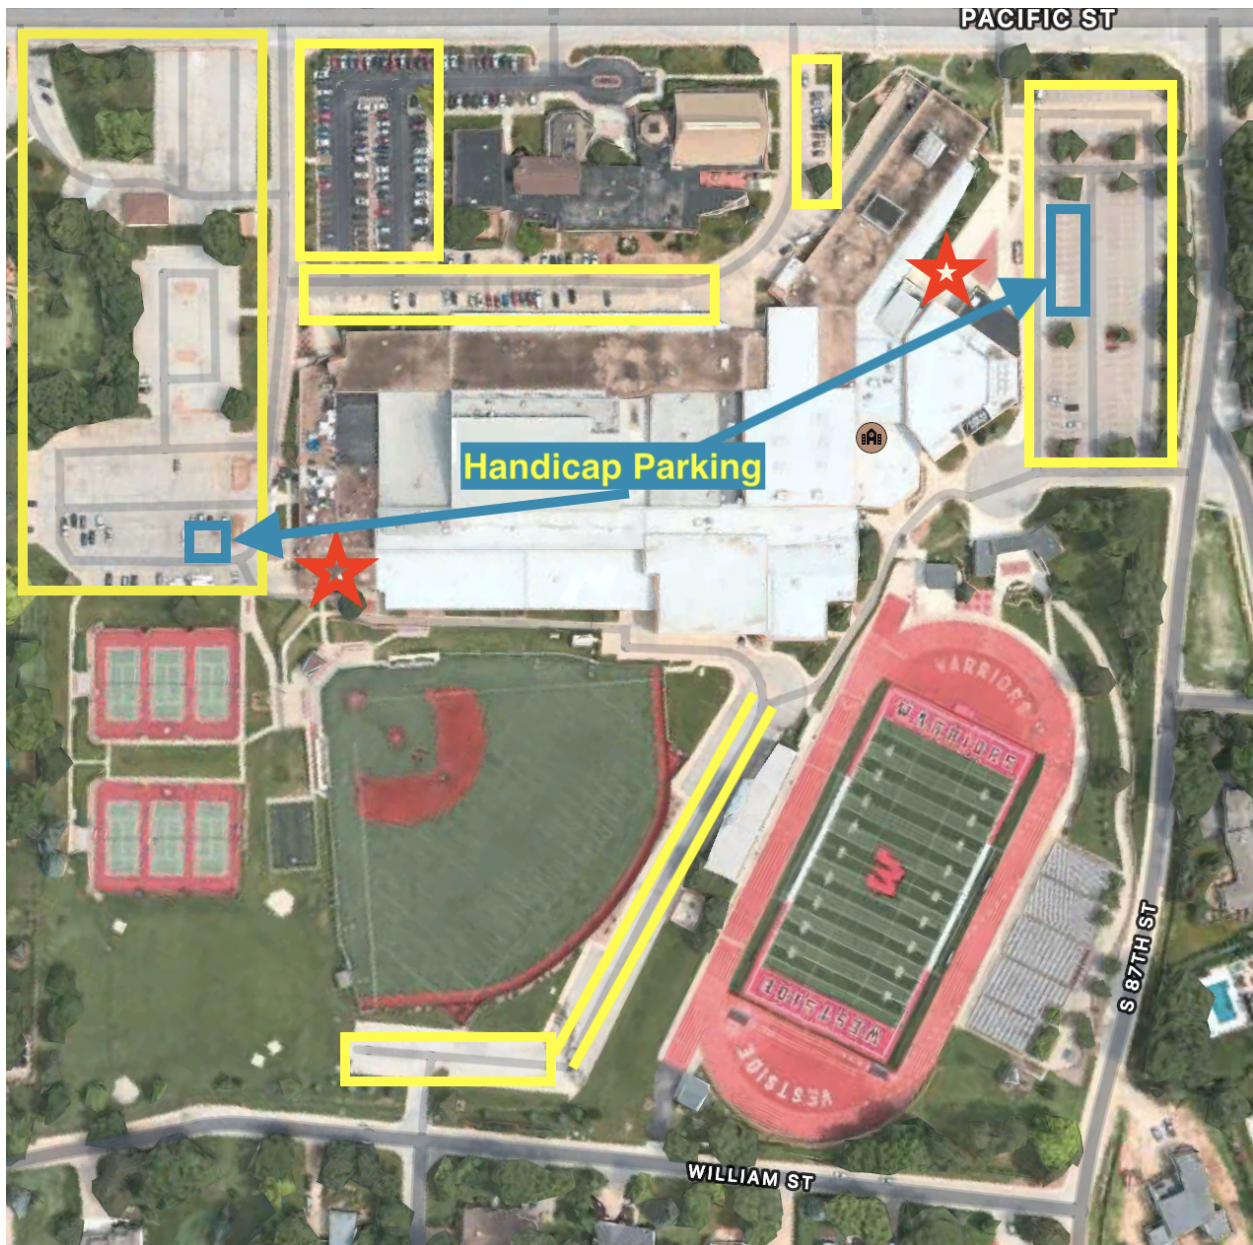 PACIFIC ST
Handicap Parking
WARRIORS
WARRIORS
W
WESTSIDE
WESTSIDE
S 87TH ST
WILLIAM ST